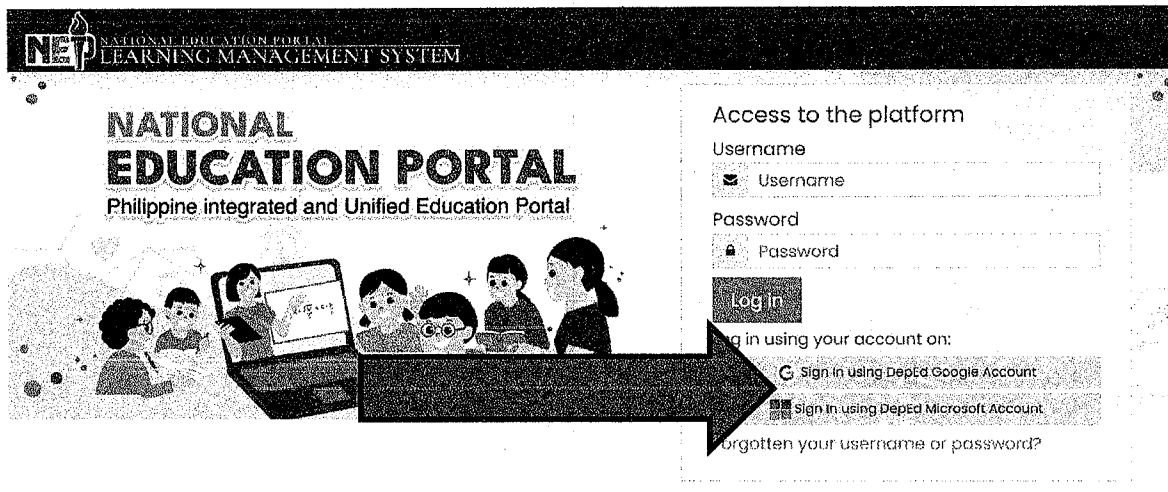 NEP
NATIONAL EDUCATION PORTAL
LEARNING MANAGEMENT SYSTEM
NATIONAL
EDUCATION PORTAL
Philippine integrated and Unified Education Portal
Access to the platform
Username
Username
Password
Password
Log in
g in using your account on:
G Sign in using DepEd Google Account
Sign in using DepEd Microsoft Account
orgotten your username or password?